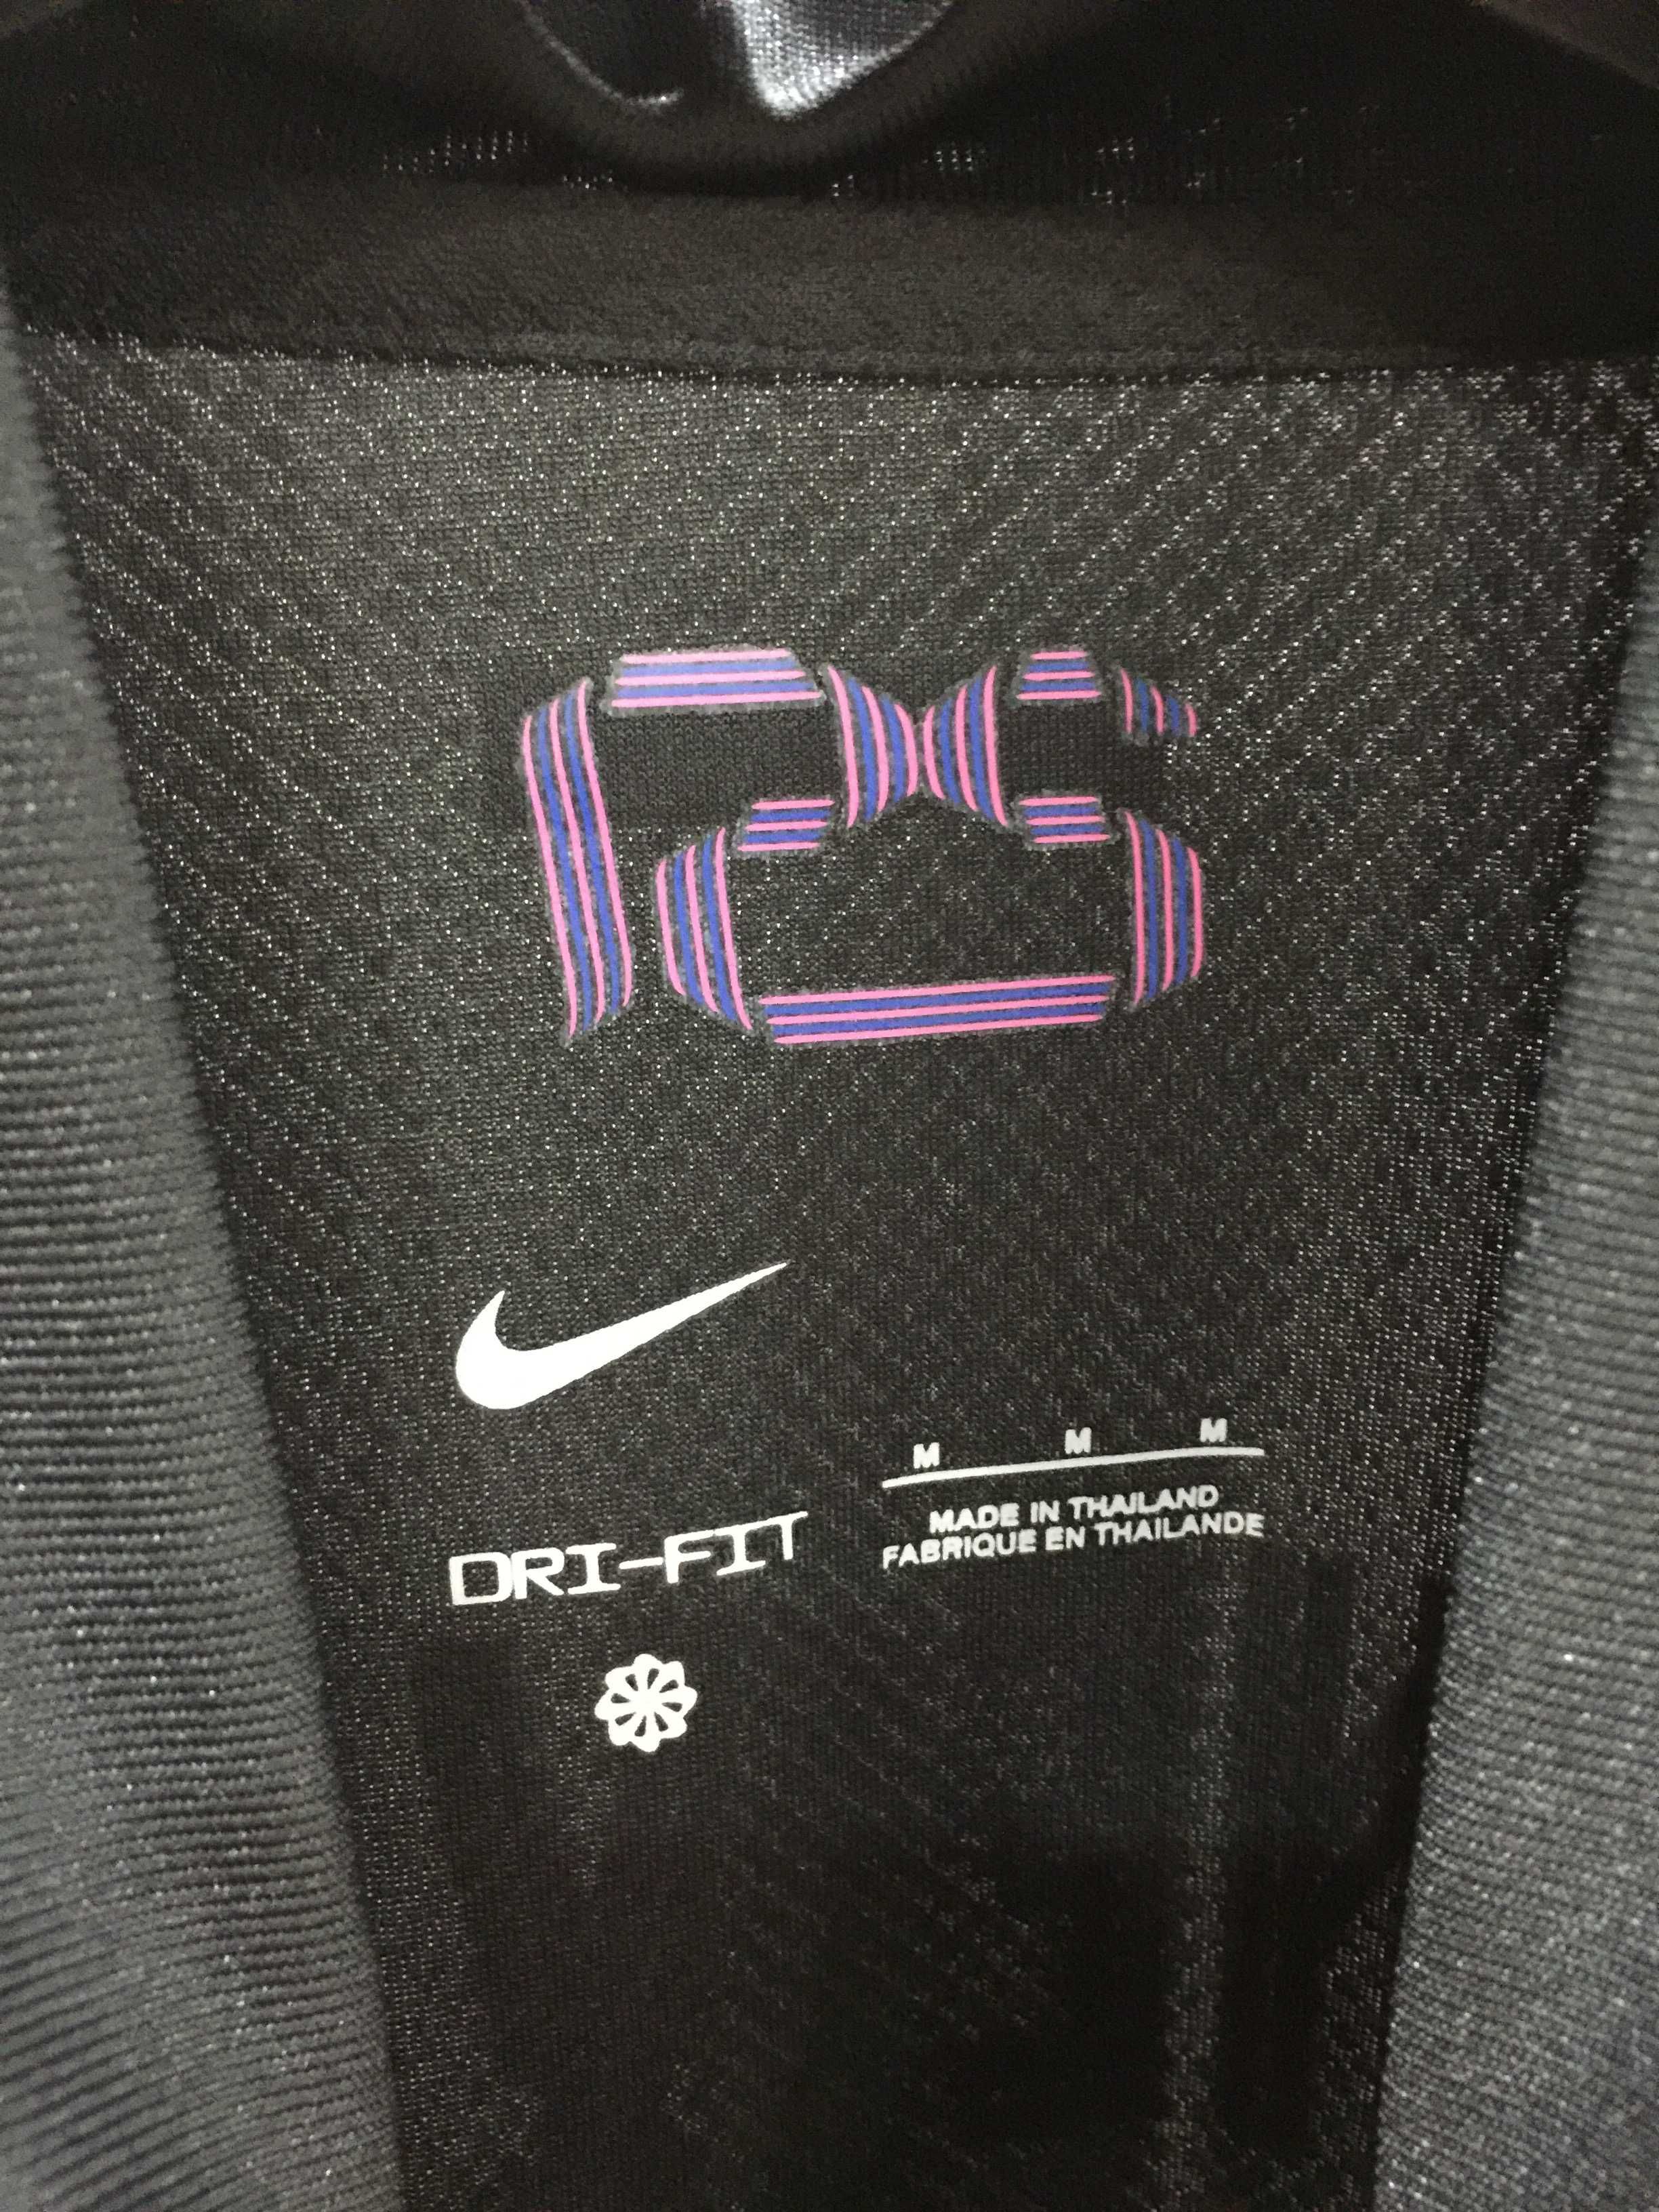 M M M
MADE IN THAILAND
FABRIQUE EN THAILANDE
DRI-FIT